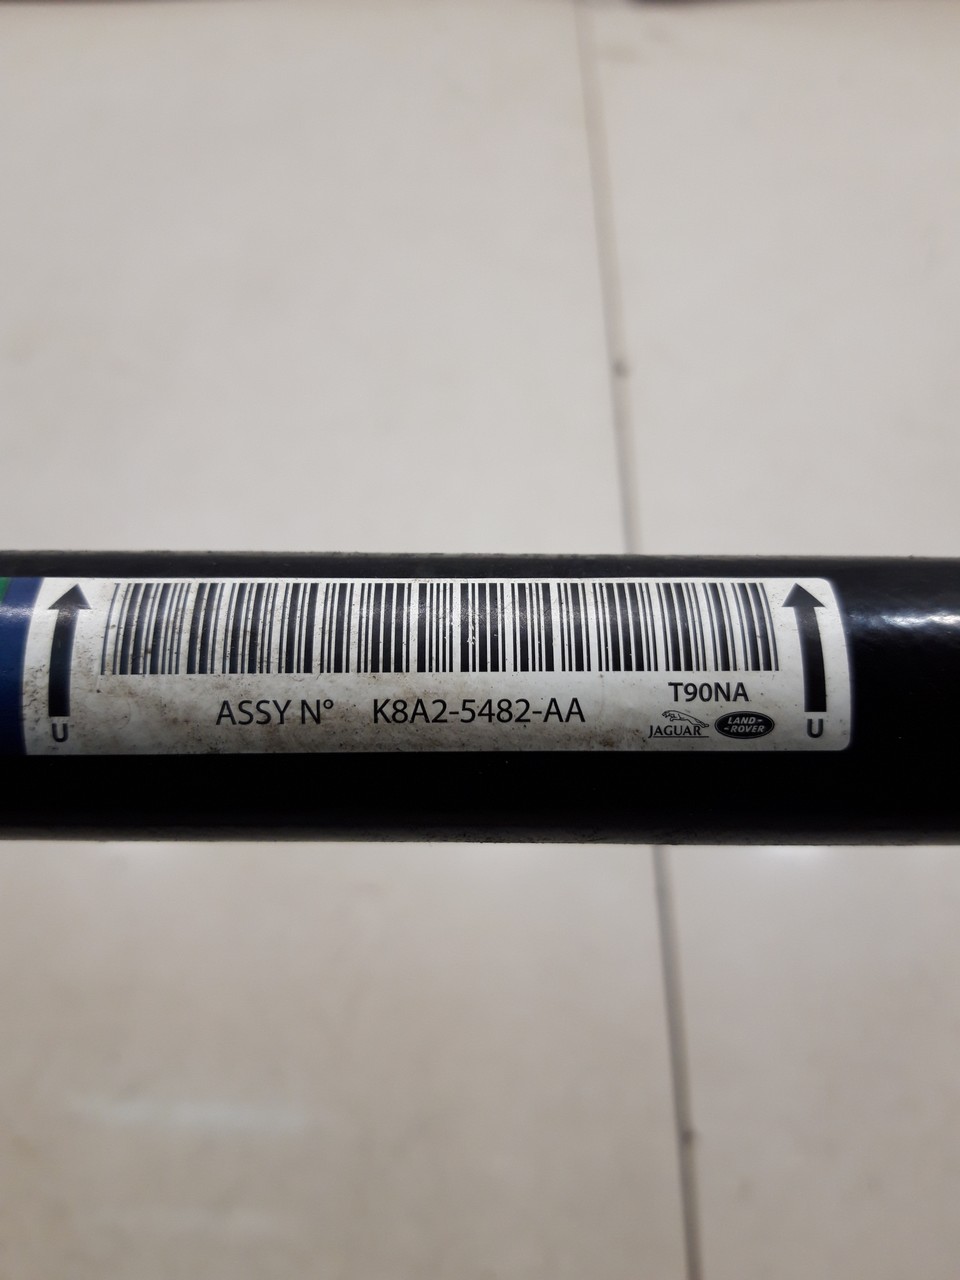 T90NA
ASSY N° K8A2-5482-AA
JAGUAR LAND-
-ROVER
U U